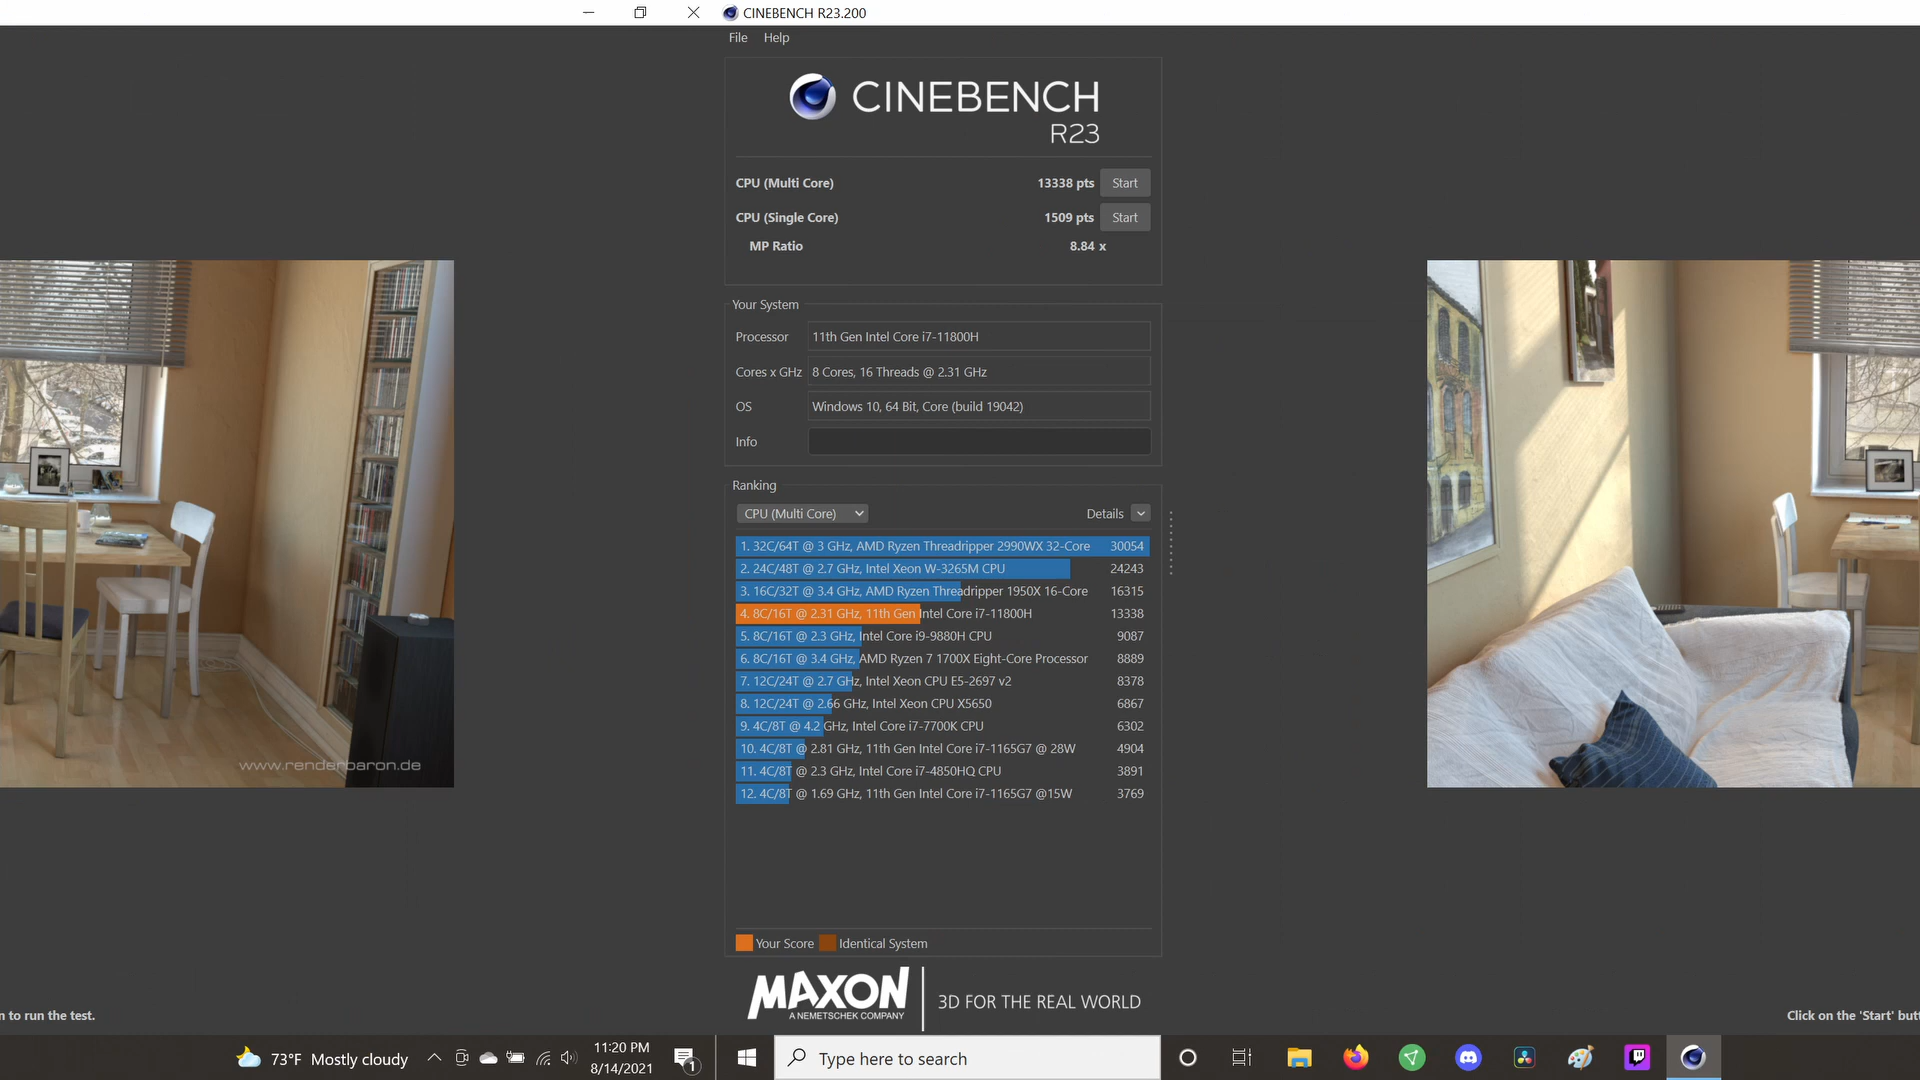 CINEBENCH R23.200
File Help
CINEBENCH
R23
CPU (Multi Core) 13338 pts Start
CPU (Single Core) 1509 pts Start
MP Ratio 8.84 x
Your System
Processor 11th Gen Intel Core i7-11800H
Cores x GHz 8 Cores, 16 Threads @ 2.31 GHz
OS Windows 10, 64 Bit, Core (build 19042)
Info
Ranking
CPU (Multi Core) Details
1. 32C/64T @ 3 GHz, AMD Ryzen Threadripper 2990WX 32-Core 30054
2. 24C/48T @ 2.7 GHz, Intel Xeon W-3265M CPU 24243
3. 16C/32T @ 3.4 GHz, AMD Ryzen Threadripper 1950X 16-Core 16315
4. 8C/16T @ 2.31 GHz, 11th Gen Intel Core i7-11800H 13338
5. 8C/16T @ 2.3 GHz, Intel Core i9-9880H CPU 9087
6. 8C/16T @ 3.4 GHz, AMD Ryzen 7 1700X Eight-Core Processor 8889
7. 12C/24T @ 2.7 GHz, Intel Xeon CPU E5-2697 v2 8378
8. 12C/24T @ 2.66 GHz, Intel Xeon CPU X5650 6867
9. 4C/8T @ 4.2 GHz, Intel Core i7-7700K CPU 6302
10. 4C/8T @ 2.81 GHz, 11th Gen Intel Core i7-1165G7 @ 28W 4904
11. 4C/8T @ 2.3 GHz, Intel Core i7-4850HQ CPU 3891
12. 4C/8T @ 1.69 GHz, 11th Gen Intel Core i7-1165G7 @15W 3769
Your Score Identical System
MAXON
A NEMETSCHEK COMPANY
3D FOR THE REAL WORLD
www.renderbaron.de
n to run the test.
Click on the 'Start' but
73°F Mostly cloudy
11:20 PM
8/14/2021
1
Type here to search